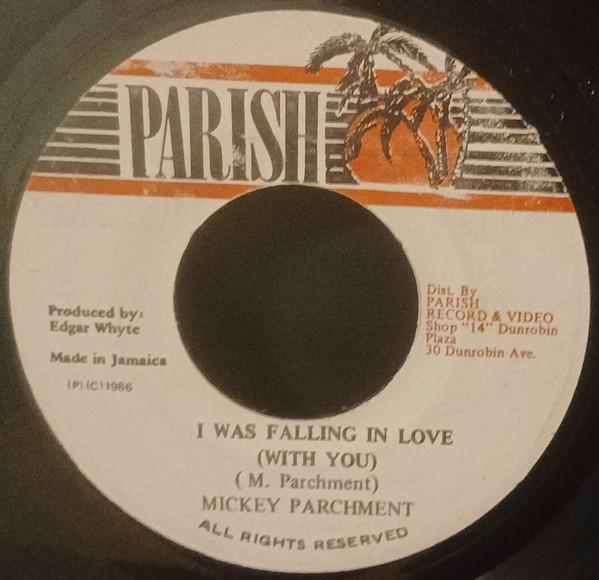 PARISH
Produced by:
Edgar Whyte
Made in Jamaica
(P) (C) 1986
Dist. By
PARISH
RECORD & VIDEO
Shop "14" Dunrobin
Plaza
30 Dunrobin Ave.
I WAS FALLING IN LOVE
(WITH YOU)
( M. Parchment)
MICKEY PARCHMENT
ALL RIGHTS RESERVED